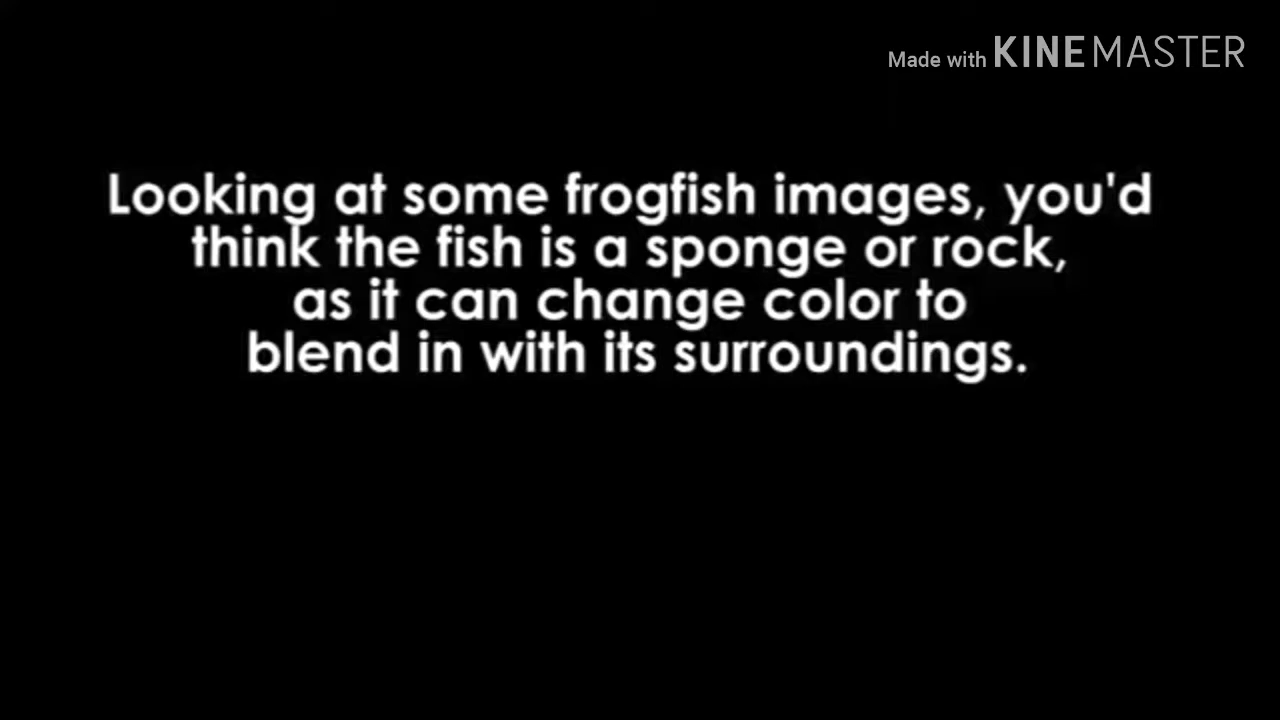 Made with KINEMASTER
Looking at some frogfish images, you'd
think the fish is a sponge or rock,
as it can change color to
blend in with its surroundings.